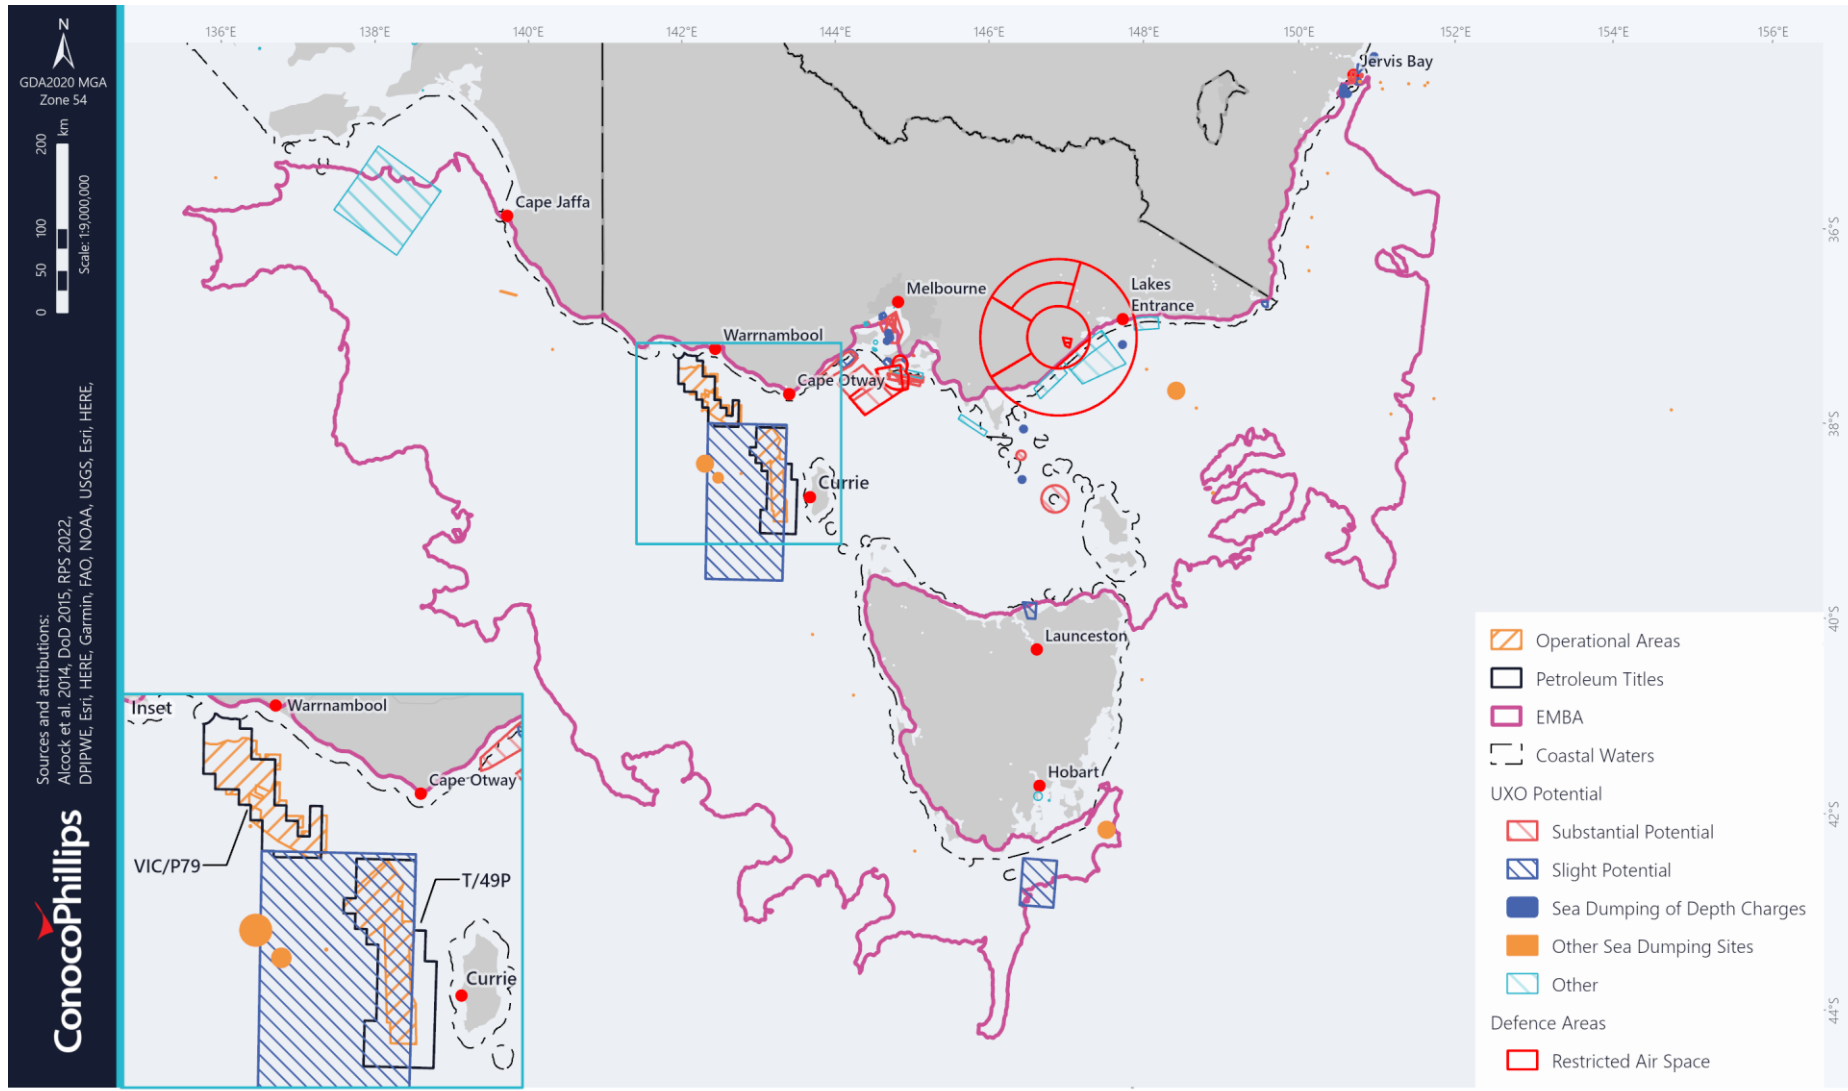 N
GDA2020 MGA
Zone 54
km
200
100
50
0
Scale: 1:9,000,000
Sources and attributions:
Alcock et al. 2014, DoD 2015, RPS 2022,
DPIPWE, Esri, HERE, Garmin, FAO, NOAA, USGS, Esri, HERE,
ConocoPhillips
136°E
138°E
140°E
142°E
144°E
146°E
148°E
150°E
152°E
154°E
156°E
36°S
38°S
40°S
42°S
44°S
Jervis Bay
Cape Jaffa
Melbourne
Lakes
Entrance
Warrnambool
Cape Otway
Currie
Launceston
Hobart
Inset
Warrnambool
Cape Otway
VIC/P79
T/49P
Currie
Operational Areas
Petroleum Titles
EMBA
Coastal Waters
UXO Potential
Substantial Potential
Slight Potential
Sea Dumping of Depth Charges
Other Sea Dumping Sites
Other
Defence Areas
Restricted Air Space